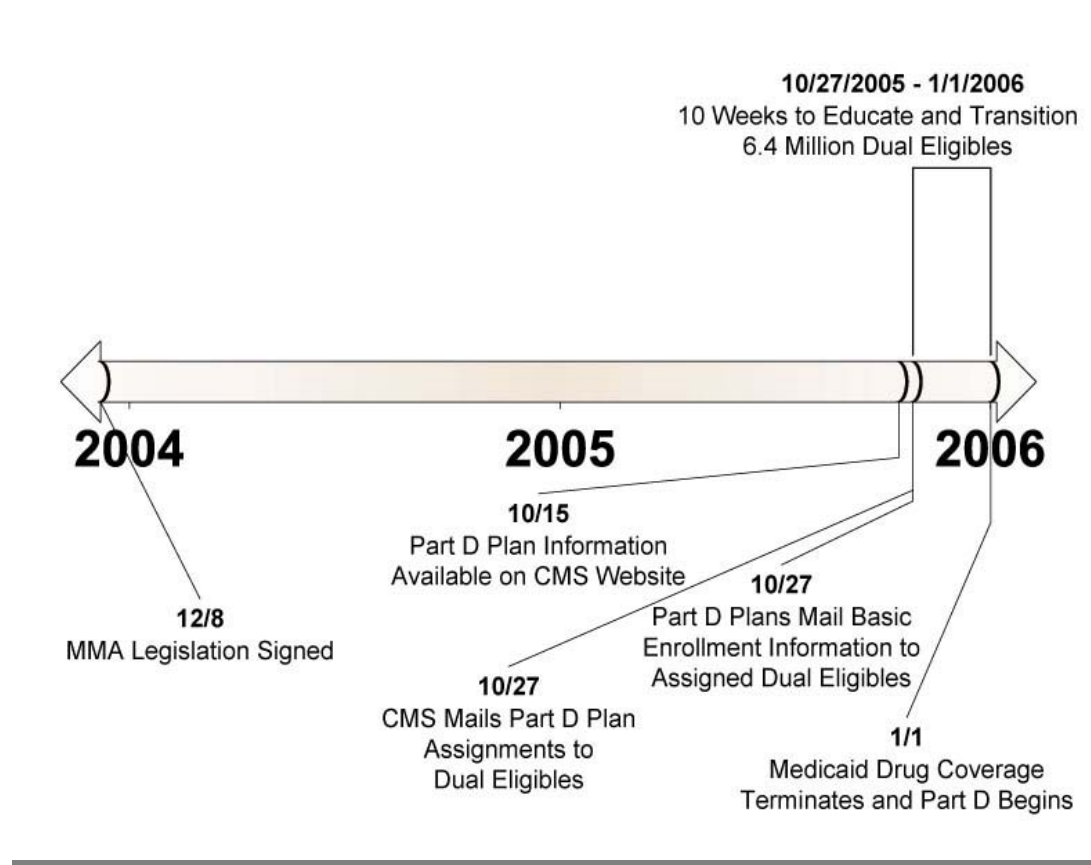 10/27/2005 - 1/1/2006
10 Weeks to Educate and Transition
6.4 Million Dual Eligibles
2004
2005
2006
10/15
Part D Plan Information
Available on CMS Website
10/27
Part D Plans Mail Basic
Enrollment Information to
Assigned Dual Eligibles
12/8
MMA Legislation Signed
10/27
CMS Mails Part D Plan
Assignments to
Dual Eligibles
1/1
Medicaid Drug Coverage
Terminates and Part D Begins